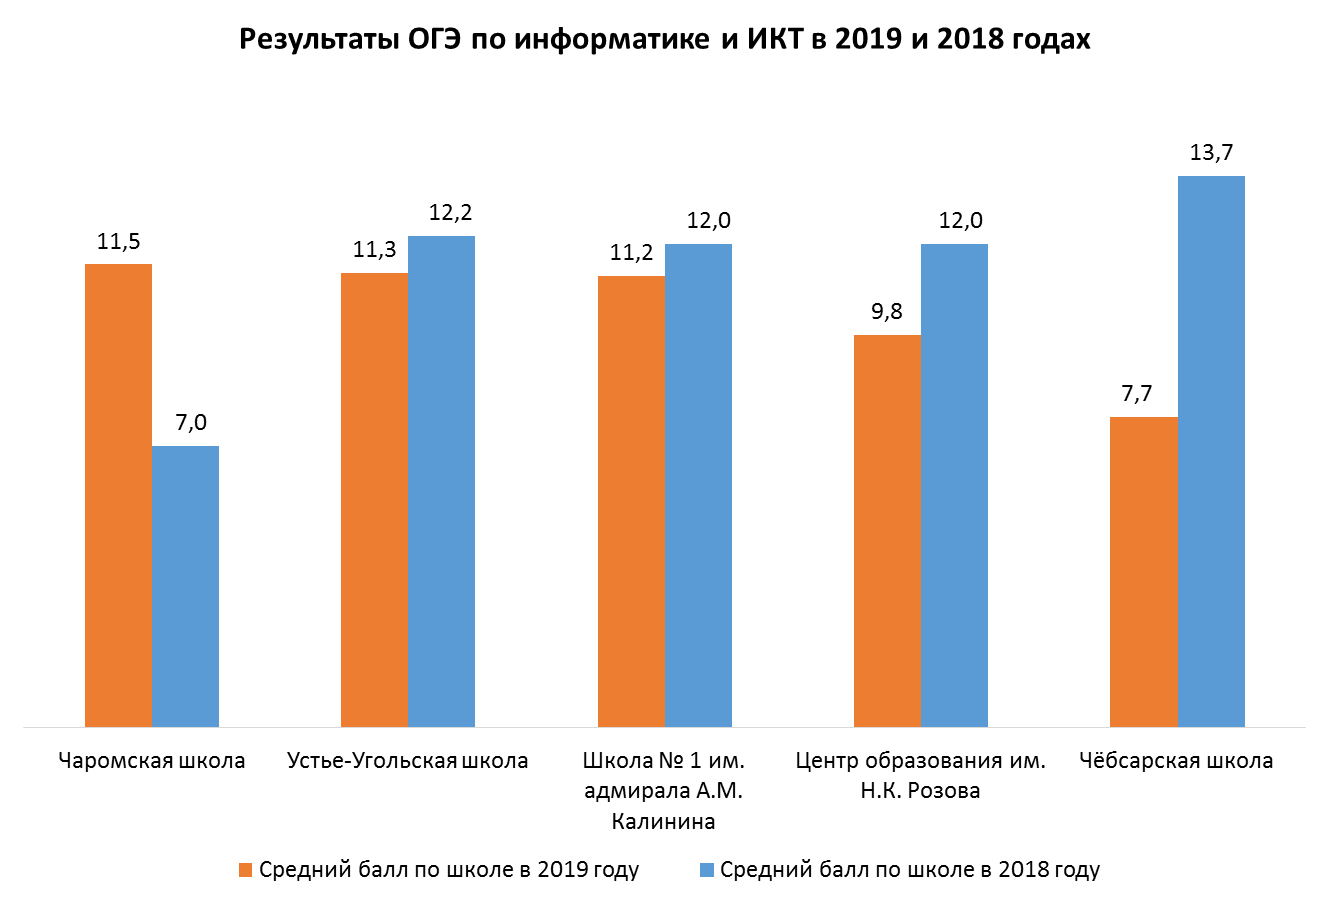 Результаты ОГЭ по информатике и ИКТ в 2019 и 2018 годах
11,5
7,0
11,3
12,2
11,2
12,0
9,8
12,0
7,7
13,7
Чаромская школа
Устье-Угольская школа
Школа № 1 им.
адмирала А.М.
Калинина
Центр образования им.
Н.К. Розова
Чёбсарская школа
Средний балл по школе в 2019 году
Средний балл по школе в 2018 году